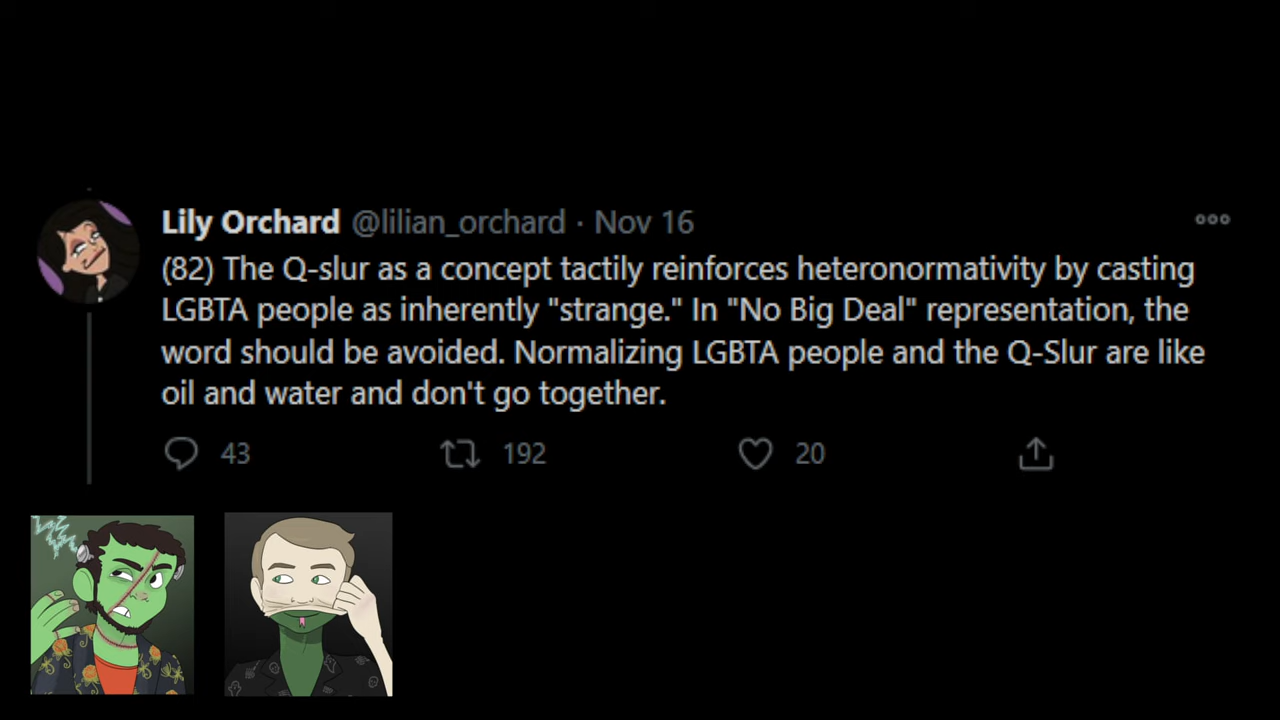 Lily Orchard @lilian_orchard · Nov 16
(82) The Q-slur as a concept tactily reinforces heteronormativity by casting
LGBTA people as inherently "strange." In "No Big Deal" representation, the
word should be avoided. Normalizing LGBTA people and the Q-Slur are like
oil and water and don't go together.
43 192 20